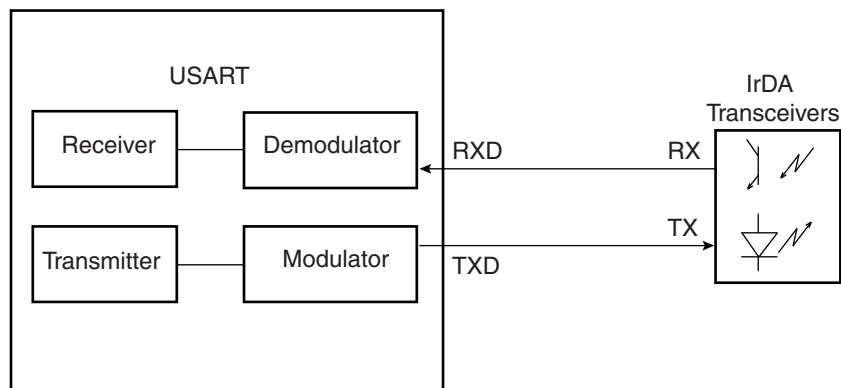 USART
IrDA
Transceivers
Receiver
Demodulator
RXD
RX
Transmitter
Modulator
TX
TXD